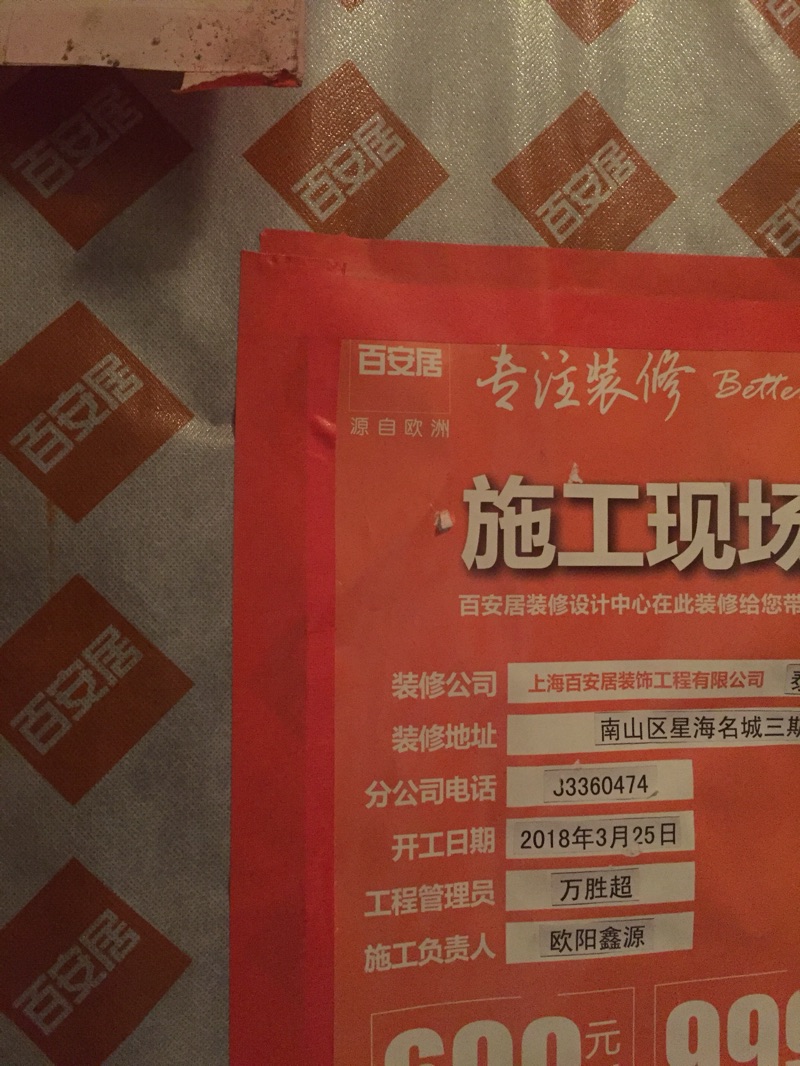 百安居
百安居
百安居
百安居
百安居
百安居
百安居
百安居
专注装修
源自欧洲
施工现场
百安居装修设计中心在此装修给您带
装修公司 上海百安居装饰工程有限公司
装修地址 南山区星海名城三期
分公司电话 33360474
开工日期 2018年3月25日
工程管理员 万胜超
施工负责人 欧阳鑫源
元